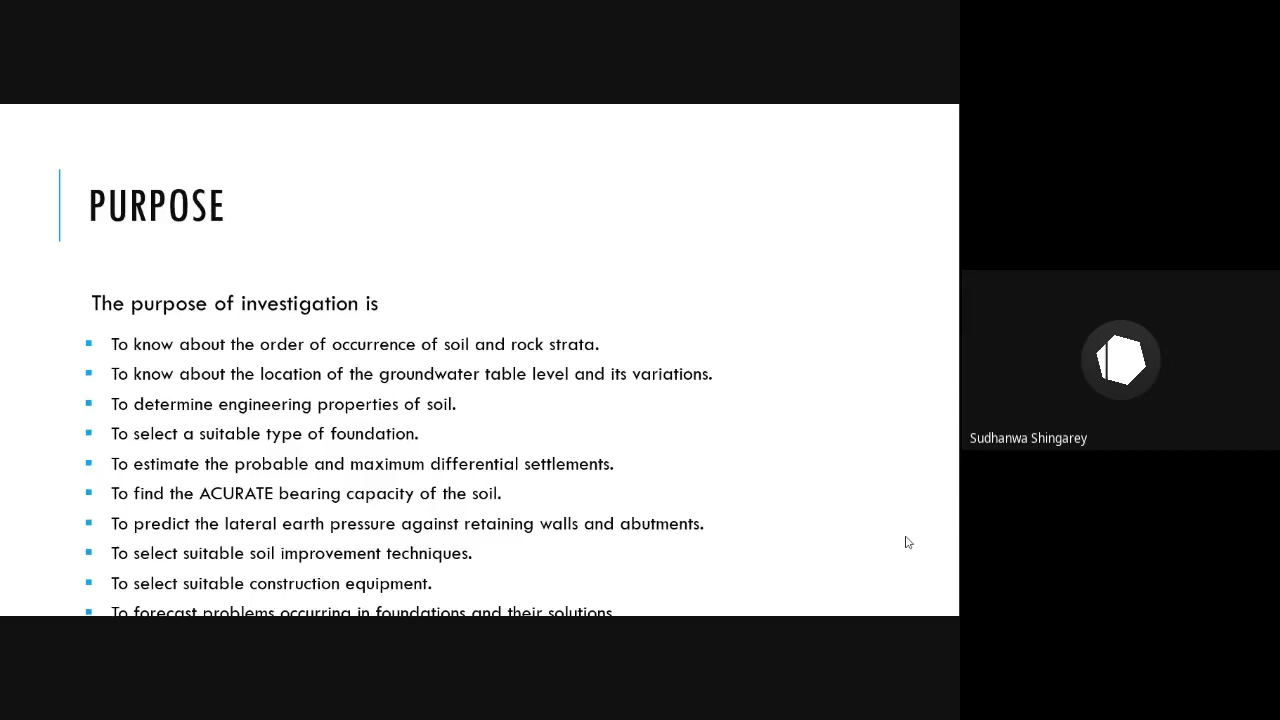 PURPOSE
The purpose of investigation is
To know about the order of occurrence of soil and rock strata.
To know about the location of the groundwater table level and its variations.
To determine engineering properties of soil.
To select a suitable type of foundation.
To estimate the probable and maximum differential settlements.
To find the ACURATE bearing capacity of the soil.
To predict the lateral earth pressure against retaining walls and abutments.
To select suitable soil improvement techniques.
To select suitable construction equipment.
To forecast problems occurring in foundations and their solutions
Sudhanwa Shingarey